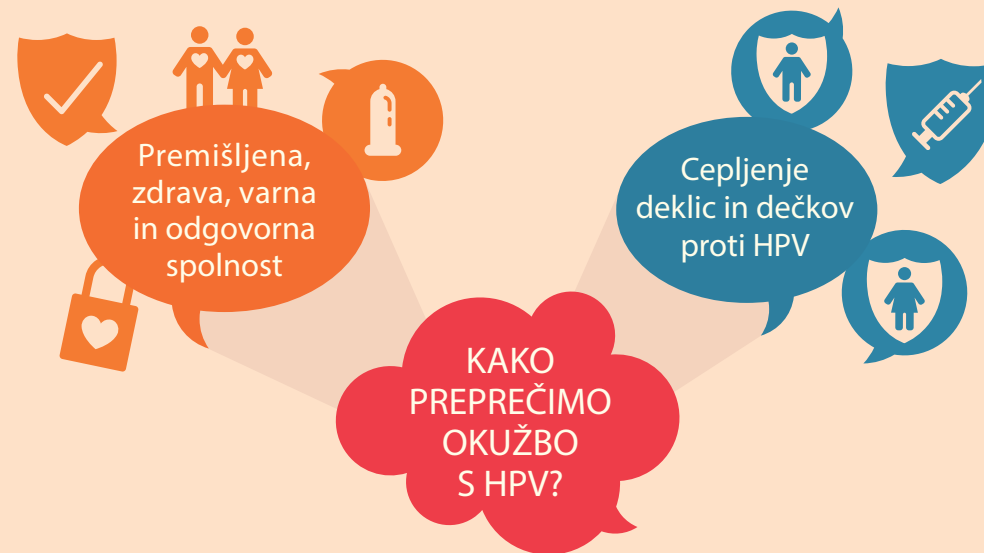 Premišljena,
zdrava, varna
in odgovorna
spolnost
Cepljenje
deklic in dečkov
proti HPV
KAKO
PREPREČIMO
OKUŽBO
S HPV?